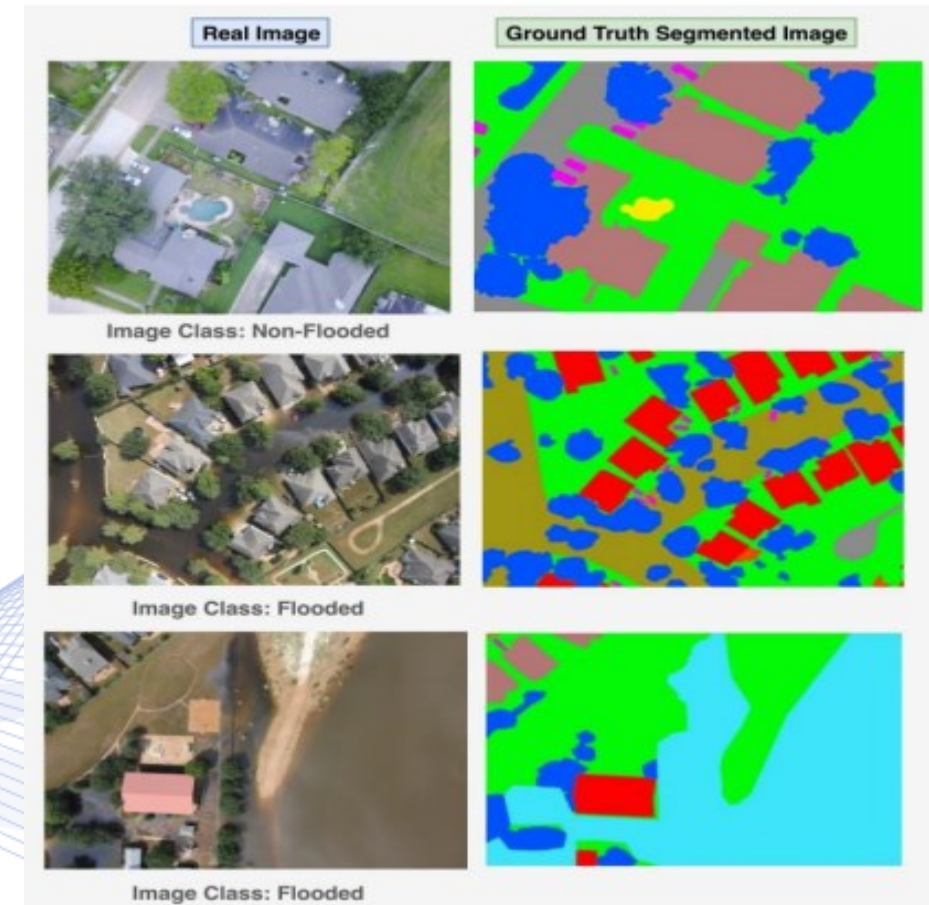 Real Image
Ground Truth Segmented Image
Image Class: Non-Flooded
Image Class: Flooded
Image Class: Flooded